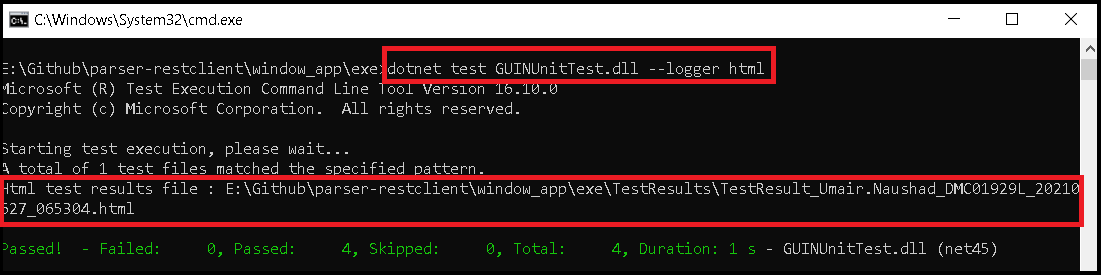 C:\Windows\System32\cmd.exe
E:\Github\parser-restclient\window_app\exe>dotnet test GUINUnitTest.dll --logger html
Microsoft (R) Test Execution Command Line Tool Version 16.10.0
Copyright (c) Microsoft Corporation.  All rights reserved.
Starting test execution, please wait...
A total of 1 test files matched the specified pattern.
Html test results file : E:\Github\parser-restclient\window_app\exe\TestResults\TestResult_Umair.Naushad_DMC01929L_20210
627_065304.html
Passed!  - Failed:     0, Passed:     4, Skipped:     0, Total:     4, Duration: 1 s - GUINUnitTest.dll (net45)